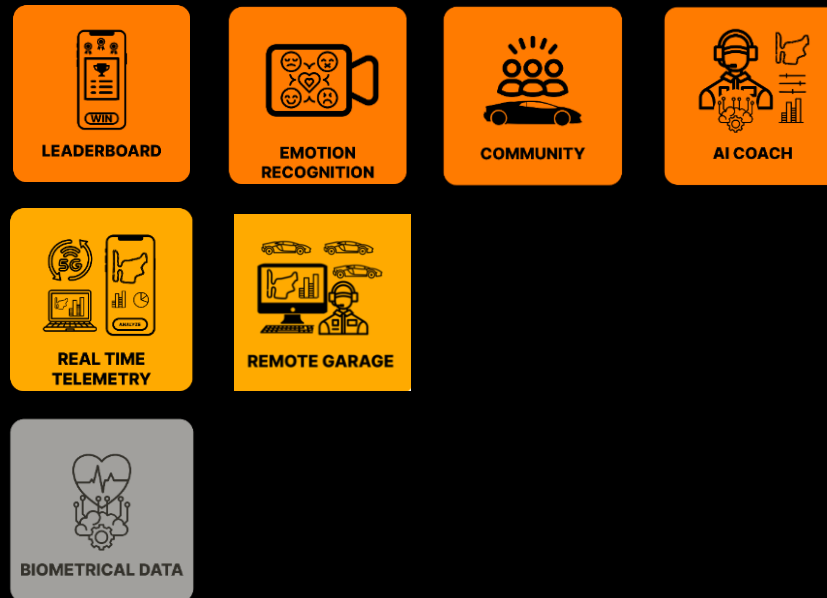 WIN
LEADERBOARD
EMOTION
RECOGNITION
COMMUNITY
AI COACH
5G
ANALYZE
REAL TIME
TELEMETRY
REMOTE GARAGE
BIOMETRICAL DATA